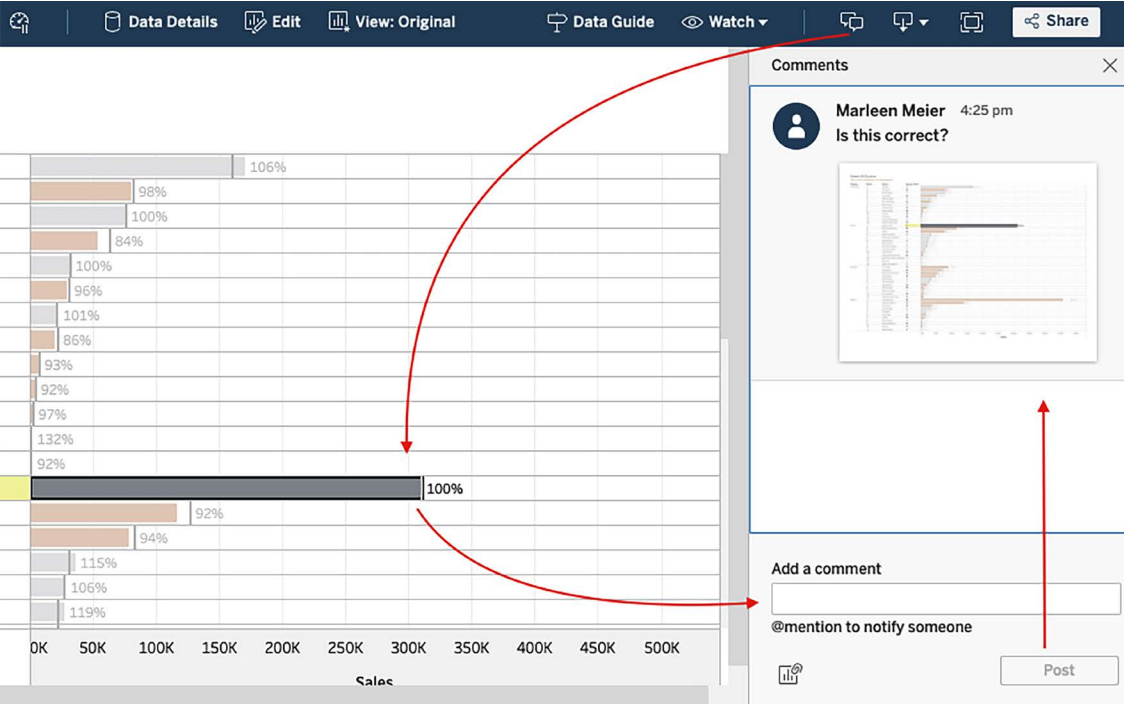 Data Details Edit View: Original Data Guide Watch Share
Comments
Marleen Meier 4:25 pm
Is this correct?
106%
98%
100%
84%
100%
96%
101%
86%
93%
92%
97%
132%
92%
100%
92%
94%
115%
106%
119%
0K 50K 100K 150K 200K 250K 300K 350K 400K 450K 500K
Sales
Add a comment
@mention to notify someone
Post